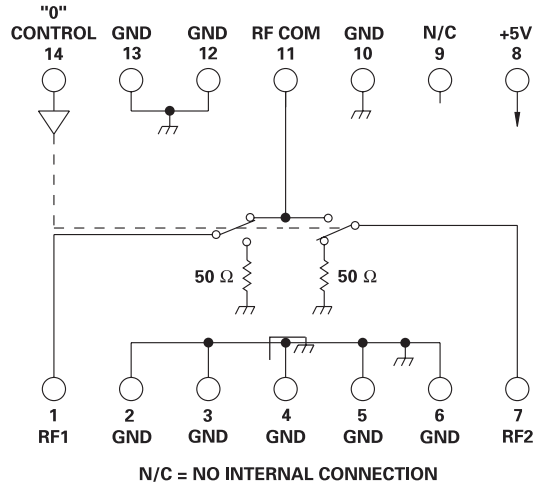 "0"
CONTROL GND GND RF COM GND N/C +5V
14 13 12 11 10 9 8
50 Ω 50 Ω
1 2 3 4 5 6 7
RF1 GND GND GND GND GND RF2
N/C = NO INTERNAL CONNECTION